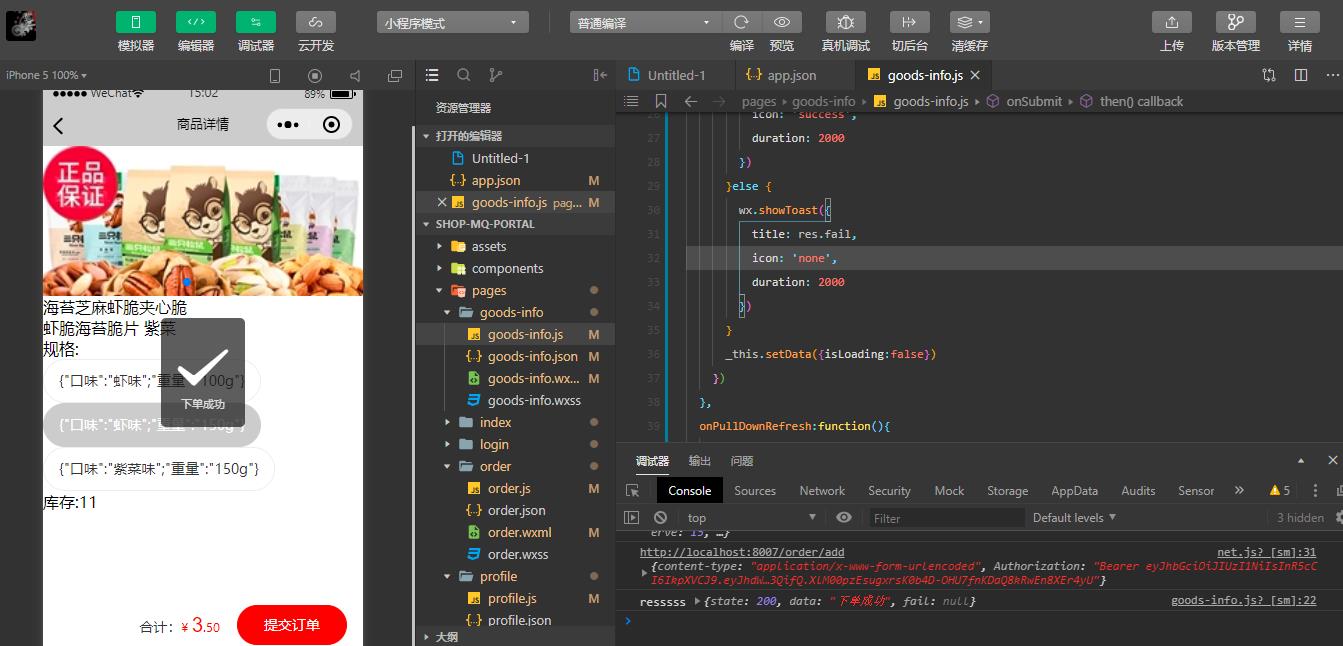 小程序模式
普通编译
模拟器
编辑器
调试器
云开发
编译
预览
真机调试
切后台
清缓存
上传
版本管理
详情
iPhone 5 100%
WeChat
15:02
89%
商品详情
正品
保证
海苔芝麻虾脆夹心脆
虾脆海苔脆片 紫菜
规格:
{"口味":"虾味";"重量":"100g"}
下单成功
{"口味":"虾味";"重量":"150g"}
{"口味":"紫菜味";"重量":"150g"}
库存:11
合计: ¥ 3.50
提交订单
资源管理器
打开的编辑器
Untitled-1
app.json M
goods-info.js pag... M
SHOP-MQ-PORTAL
assets
components
pages
goods-info
goods-info.js M
goods-info.json M
goods-info.wx... M
goods-info.wxss
index
login
order
order.js M
order.json
order.wxml M
order.wxss
profile
profile.js M
profile.json
大纲
Untitled-1
app.json
goods-info.js
pages › goods-info › goods-info.js › onSubmit › then() callback
26 icon: 'success',
27 duration: 2000
28 })
29 }else {
30 wx.showToast({
31 title: res.fail,
32 icon: 'none',
33 duration: 2000
34 })
35 }
36 _this.setData({isLoading:false})
37 })
38 },
39 onPullDownRefresh:function(){
调试器
输出
问题
Console
Sources
Network
Security
Mock
Storage
AppData
Audits
Sensor
5
top
Filter
Default levels
3 hidden
erve: 15, …}
http://localhost:8007/order/add
net.js? [sm]:31
{content-type: "application/x-www-form-urlencoded", Authorization: "Bearer eyJhbGciOiJIUzI1NiIsInR5cC
I6IkpXVCJ9.eyJhdW…3QifQ.XlM00pzEsugxrsK0b4D-OHU7fnKDaQ8kRwEn8XEr4yU"}
resssss {state: 200, data: "下单成功", fail: null}
goods-info.js? [sm]:22